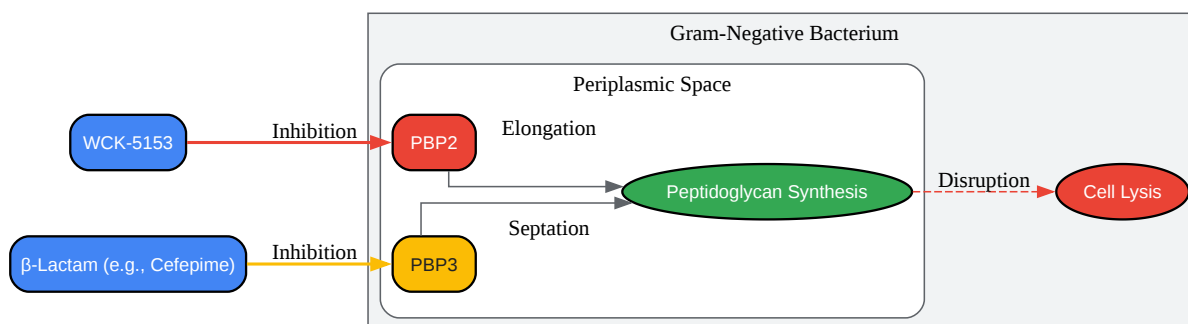 Gram-Negative Bacterium
Periplasmic Space
WCK-5153
Inhibition
PBP2
Elongation
Peptidoglycan Synthesis
Disruption
Cell Lysis
Septation
β-Lactam (e.g., Cefepime)
Inhibition
PBP3